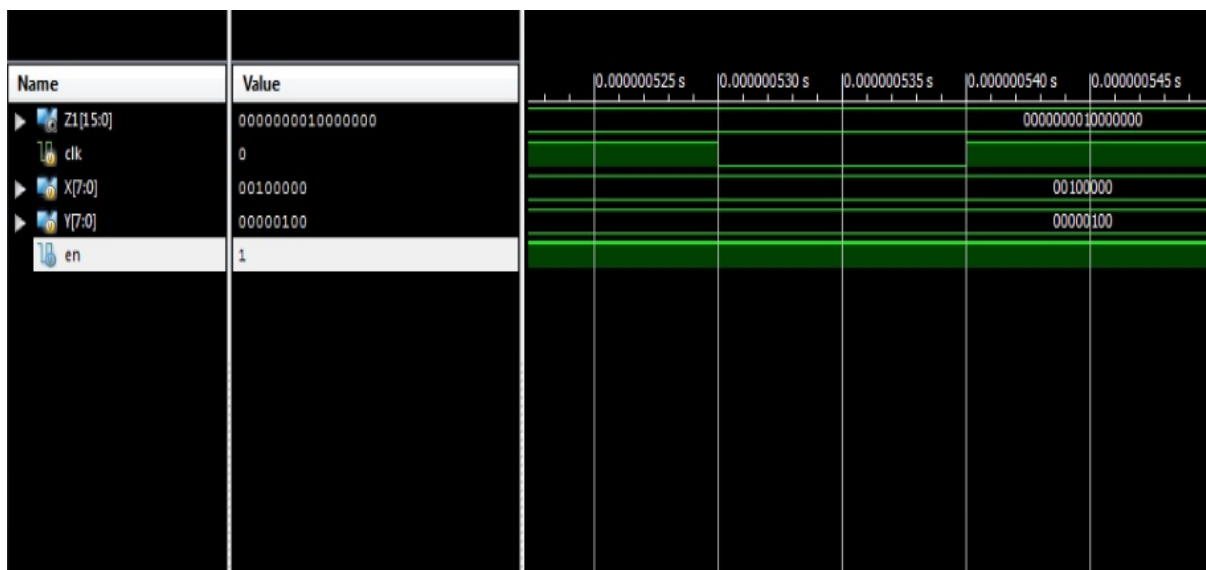 Name Value 0.000000525 s 0.000000530 s 0.000000535 s 0.000000540 s 0.000000545 s
Z1[15:0] 0000000010000000 0000000010000000
clk 0
X[7:0] 00100000 00100000
Y[7:0] 00000100 00000100
en 1